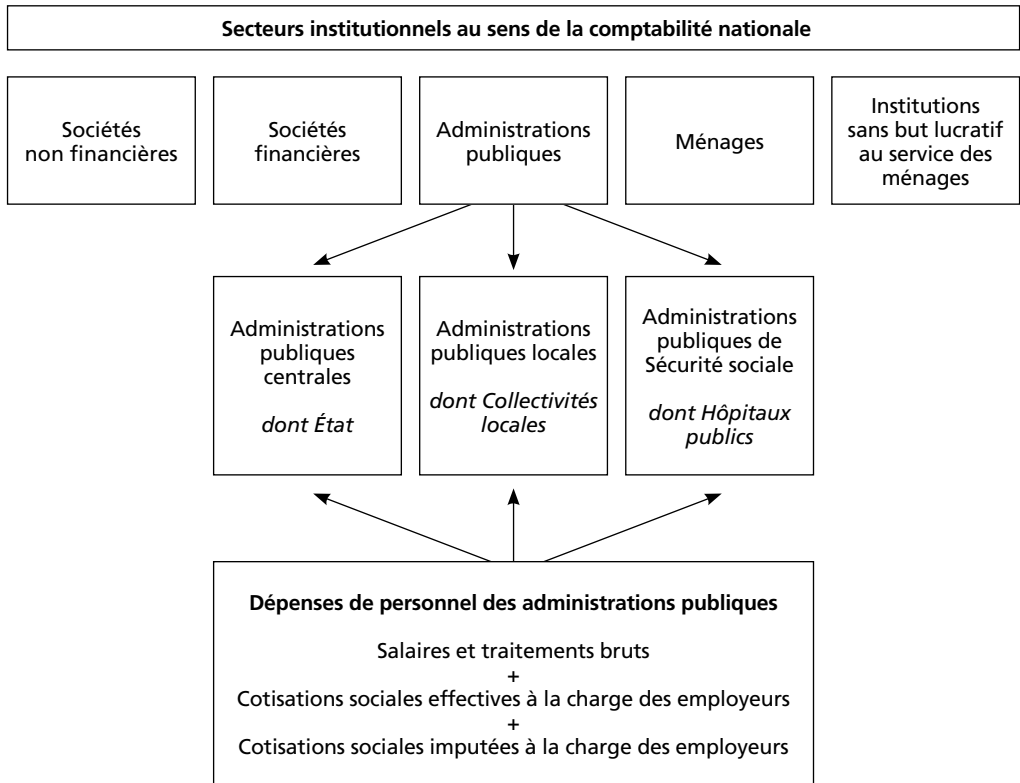 Secteurs institutionnels au sens de la comptabilité nationale
Sociétés
non financières
Sociétés
financières
Administrations
publiques
Ménages
Institutions
sans but lucratif
au service des
ménages
Administrations
publiques
centrales
dont État
Administrations
publiques locales
dont Collectivités
locales
Administrations
publiques de
Sécurité sociale
dont Hôpitaux
publics
Dépenses de personnel des administrations publiques
Salaires et traitements bruts
+
Cotisations sociales effectives à la charge des employeurs
+
Cotisations sociales imputées à la charge des employeurs